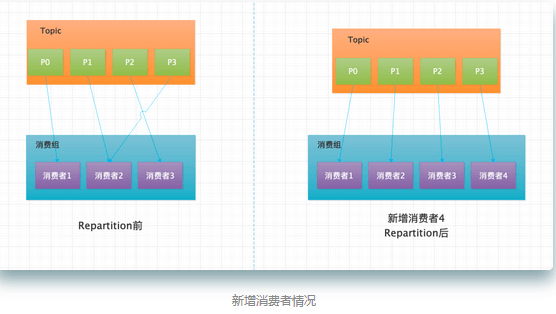 Topic
P0 P1 P2 P3
消费组
消费者1 消费者2 消费者3
Repartition前
Topic
P0 P1 P2 P3
消费组
消费者1 消费者2 消费者3 消费者4
新增消费者4
Repartition后
新增消费者情况